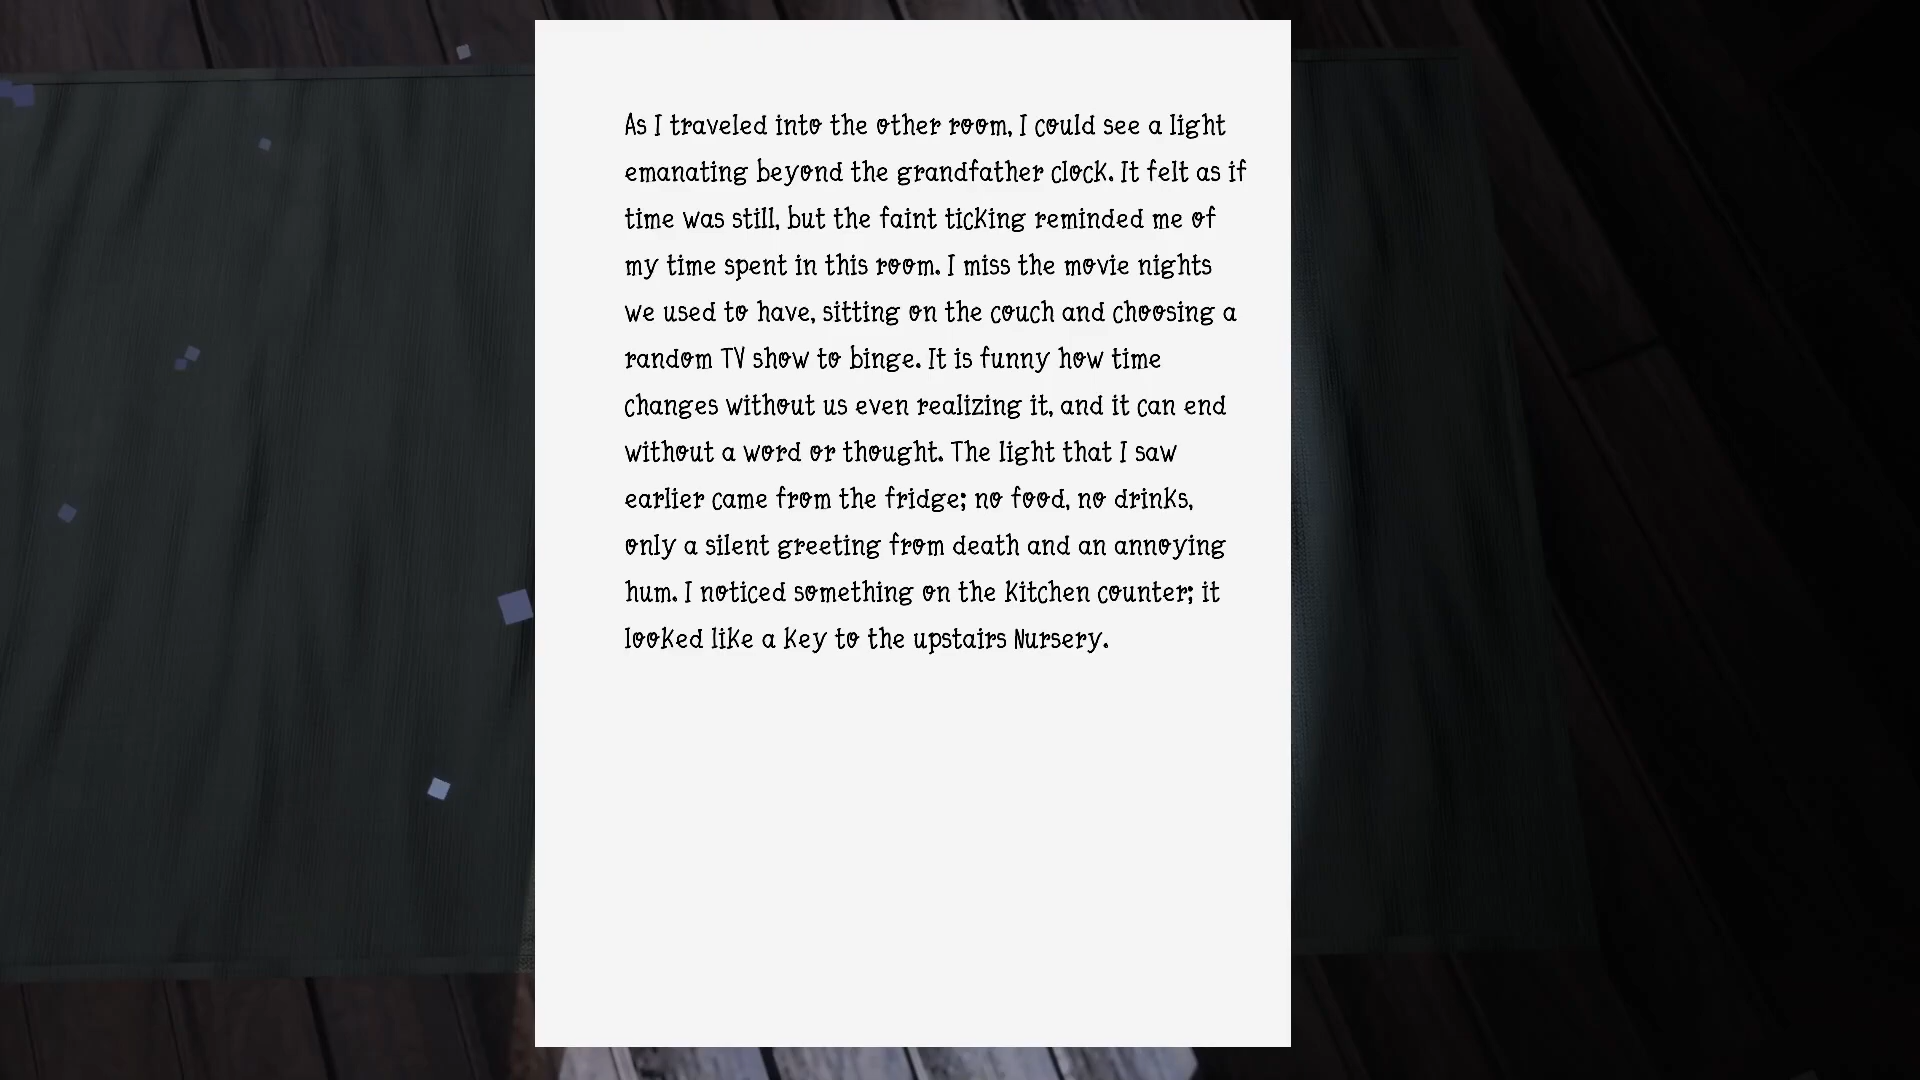 As I traveled into the other room, I could see a light
emanating beyond the grandfather clock. It felt as if
time was still, but the faint ticking reminded me of
my time spent in this room. I miss the movie nights
we used to have, sitting on the couch and choosing a
random TV show to binge. It is funny how time
changes without us even realizing it, and it can end
without a word or thought. The light that I saw
earlier came from the fridge; no food, no drinks,
only a silent greeting from death and an annoying
hum. I noticed something on the kitchen counter; it
looked like a key to the upstairs Nursery.